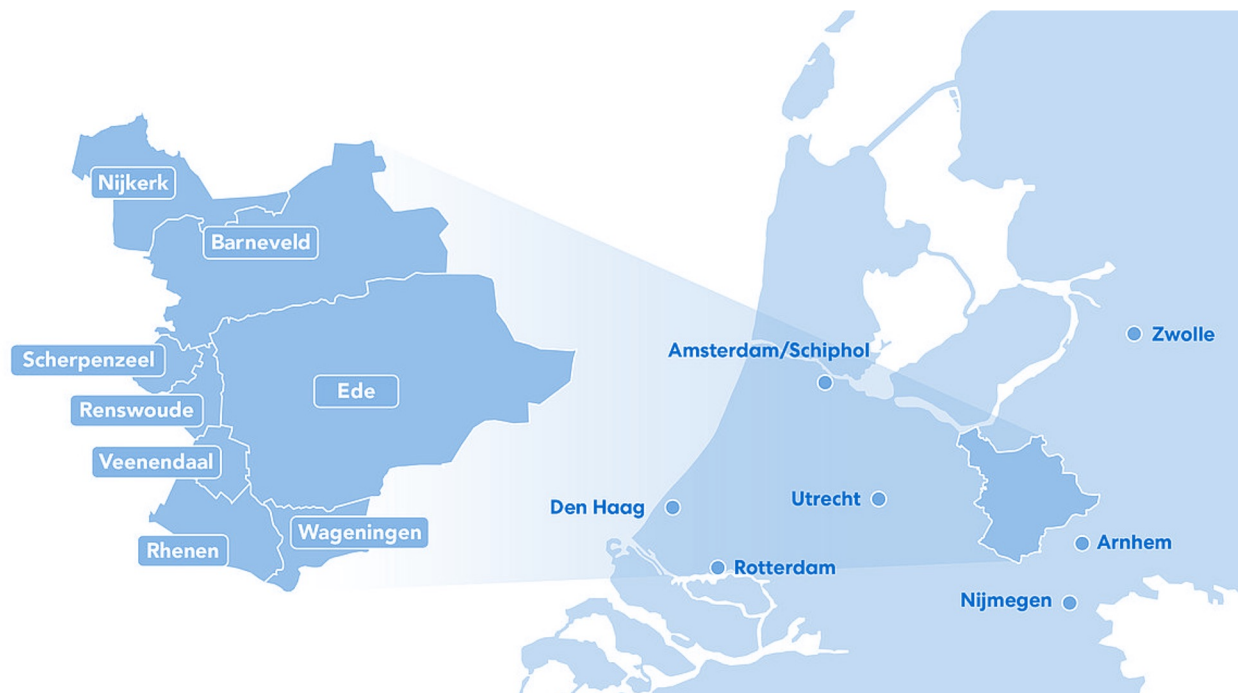 Nijkerk
Barneveld
Scherpenzeel
Ede
Renswoude
Veenendaal
Wageningen
Rhenen
Zwolle
Amsterdam/Schiphol
Utrecht
Den Haag
Arnhem
Rotterdam
Nijmegen